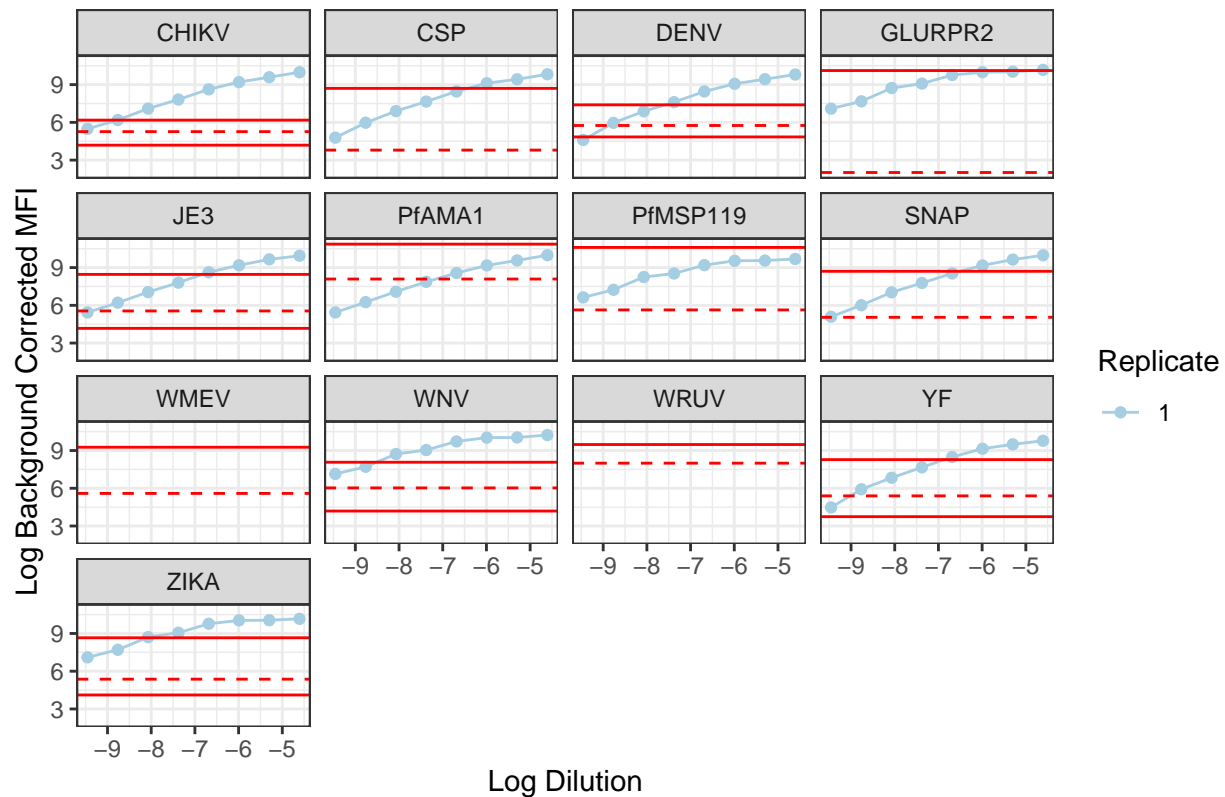 CHIKV CSP DENV GLURPR2
9
6
3
JE3 PfAMA1 PfMSP119 SNAP
9
6
3
WMEV WNV WRUV YF
9
6
3
−9 −8 −7 −6 −5 −9 −8 −7 −6 −5 −9 −8 −7 −6 −5
ZIKA
9
6
3
−9 −8 −7 −6 −5
Log Dilution
Log Background Corrected MFI
Replicate
1